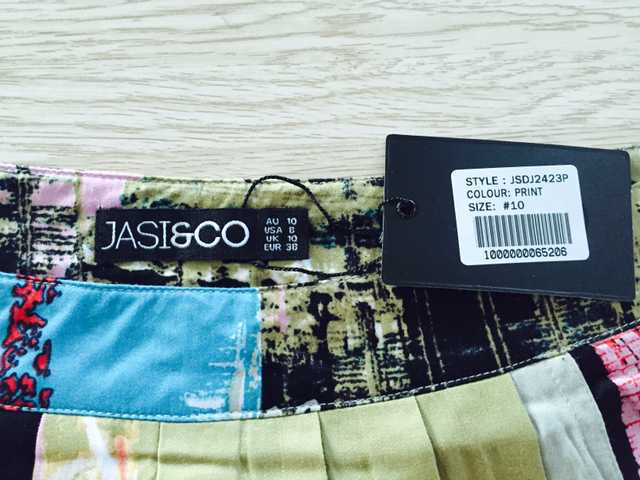 JASI&CO
AU 10
USA 8
UK 10
EUR 38
STYLE : JSDJ2423P
COLOUR: PRINT
SIZE: #10
1000000065206